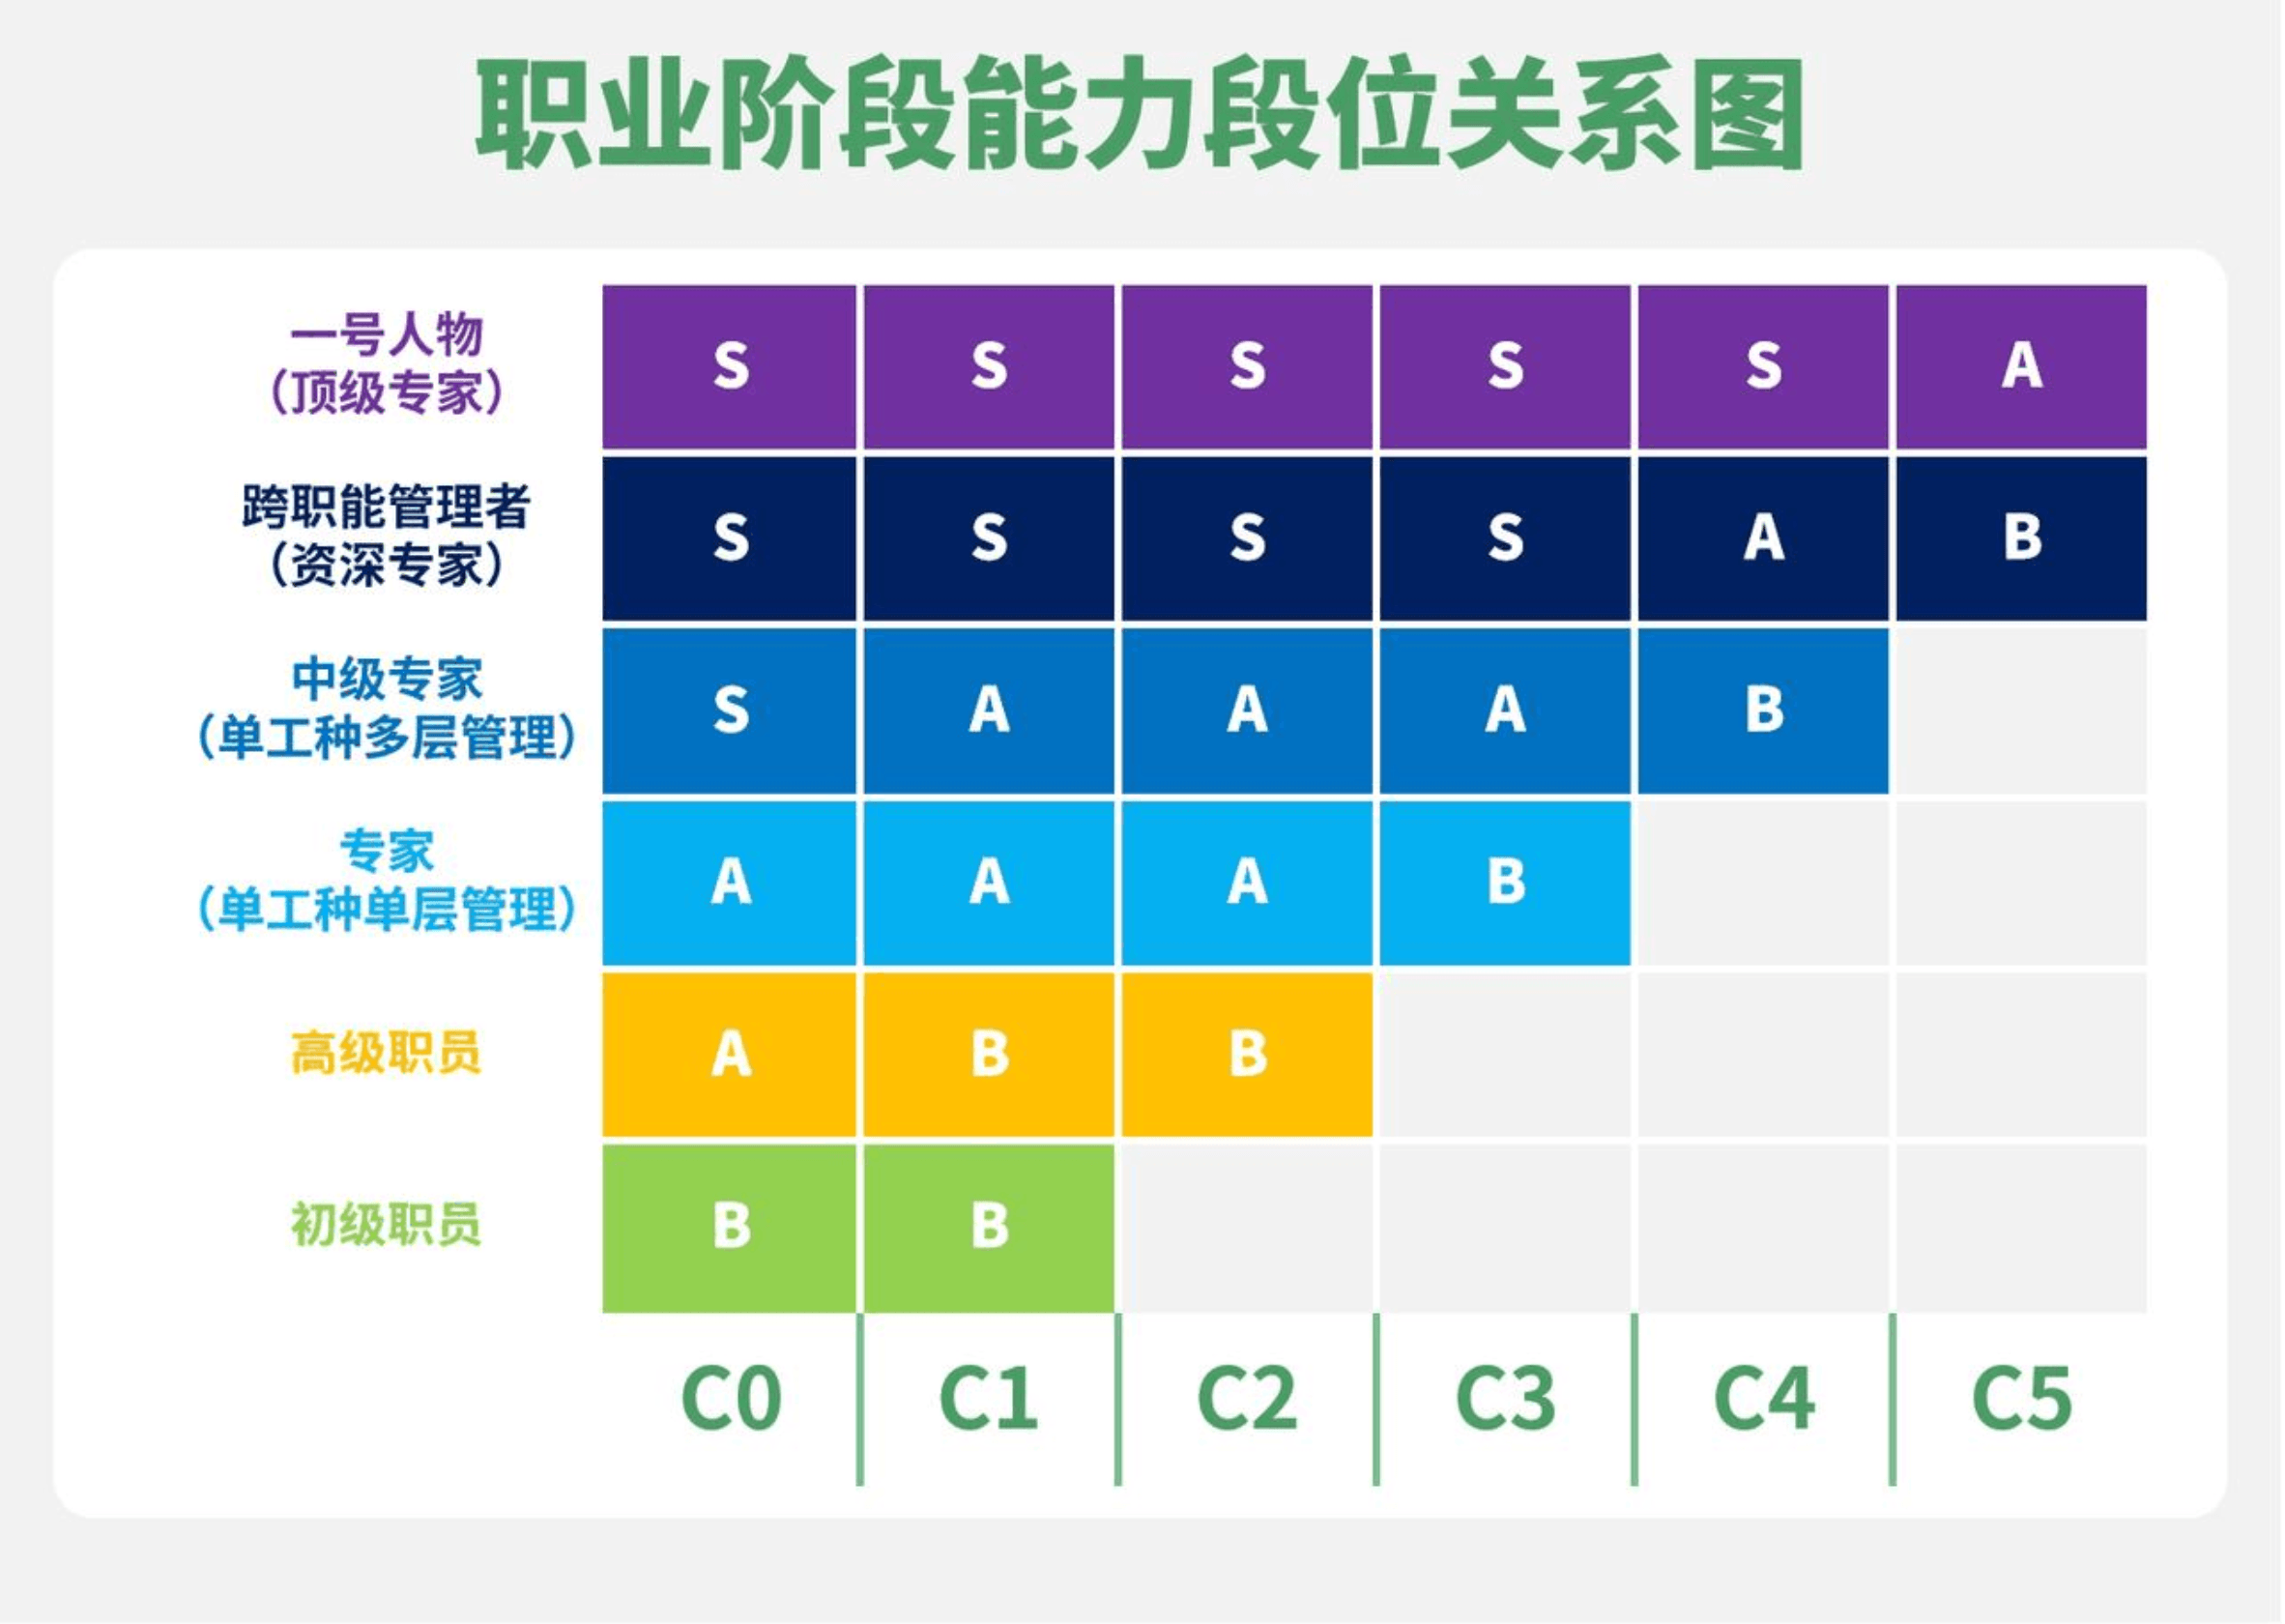 职业阶段能力段位关系图
一号人物
（顶级专家）
S S S S S A
跨职能管理者
（资深专家）
S S S S A B
中级专家
（单工种多层管理）
S A A A B
专家
（单工种单层管理）
A A A B
高级职员
A B B
初级职员
B B
C0 C1 C2 C3 C4 C5